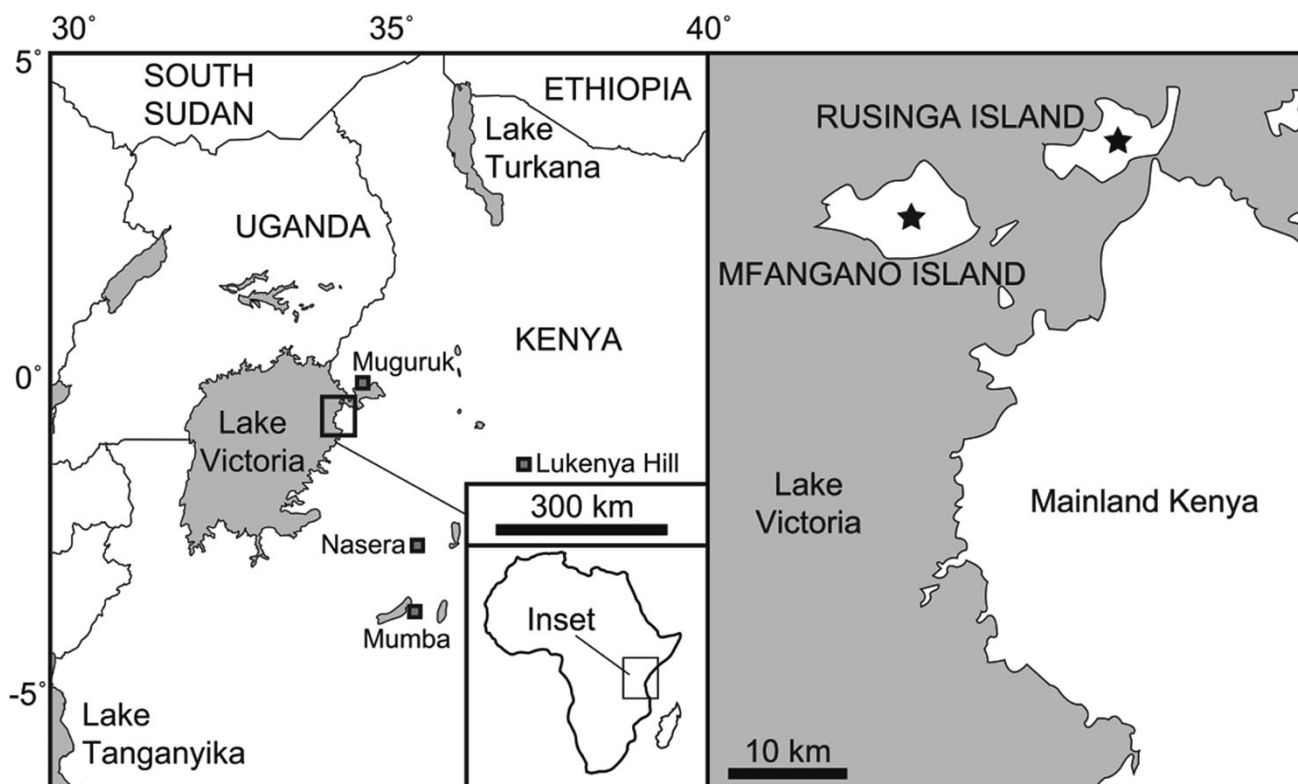 30°
35°
40°
5°
SOUTH
SUDAN
ETHIOPIA
Lake
Turkana
UGANDA
KENYA
0°
Muguruk
Lake
Victoria
Lukenya Hill
300 km
Nasera
Mumba
Inset
-5°
Lake
Tanganyika
RUSINGA ISLAND
MFANGANO ISLAND
Lake
Victoria
Mainland Kenya
10 km